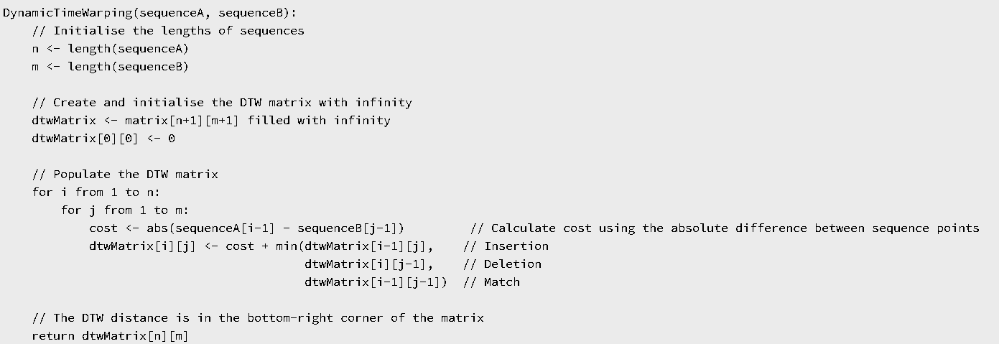 DynamicTimeWarping(sequenceA, sequenceB):
    // Initialise the lengths of sequences
    n <- length(sequenceA)
    m <- length(sequenceB)

    // Create and initialise the DTW matrix with infinity
    dtwMatrix <- matrix[n+1][m+1] filled with infinity
    dtwMatrix[0][0] <- 0

    // Populate the DTW matrix
    for i from 1 to n:
        for j from 1 to m:
            cost <- abs(sequenceA[i-1] - sequenceB[j-1])         // Calculate cost using the absolute difference between sequence points
            dtwMatrix[i][j] <- cost + min(dtwMatrix[i-1][j],    // Insertion
                                          dtwMatrix[i][j-1],    // Deletion
                                          dtwMatrix[i-1][j-1])  // Match

    // The DTW distance is in the bottom-right corner of the matrix
    return dtwMatrix[n][m]